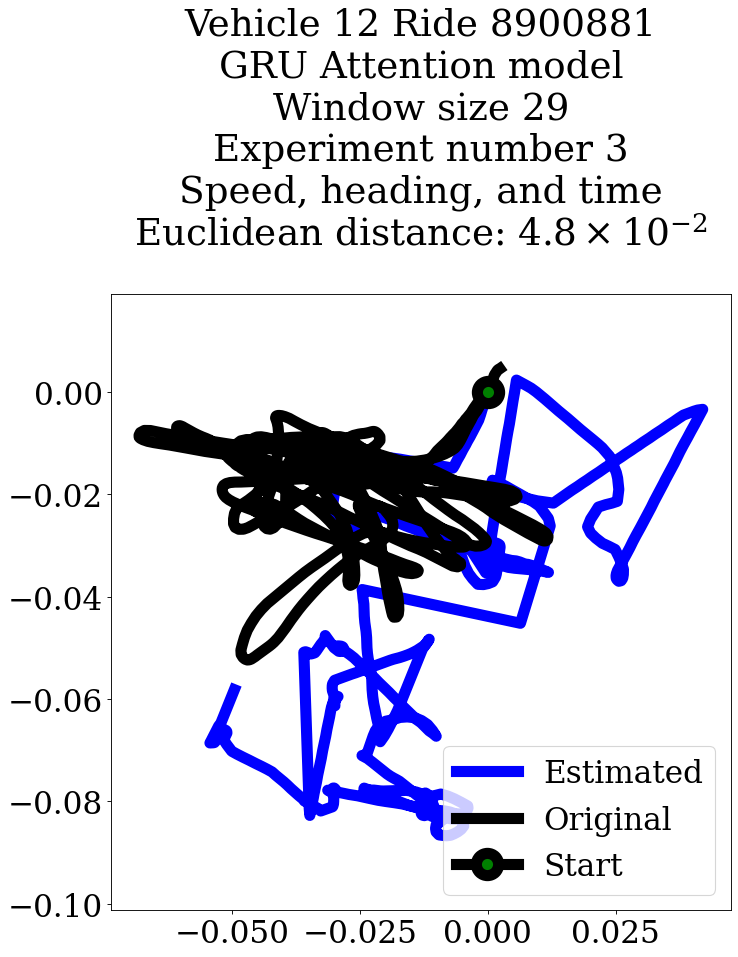 Vehicle 12 Ride 8900881
GRU Attention model
Window size 29
Experiment number 3
Speed, heading, and time
Euclidean distance: 4.8 × 10⁻²
0.00
−0.02
−0.04
−0.06
−0.08
−0.10
Estimated
Original
Start
−0.050 −0.025 0.000 0.025